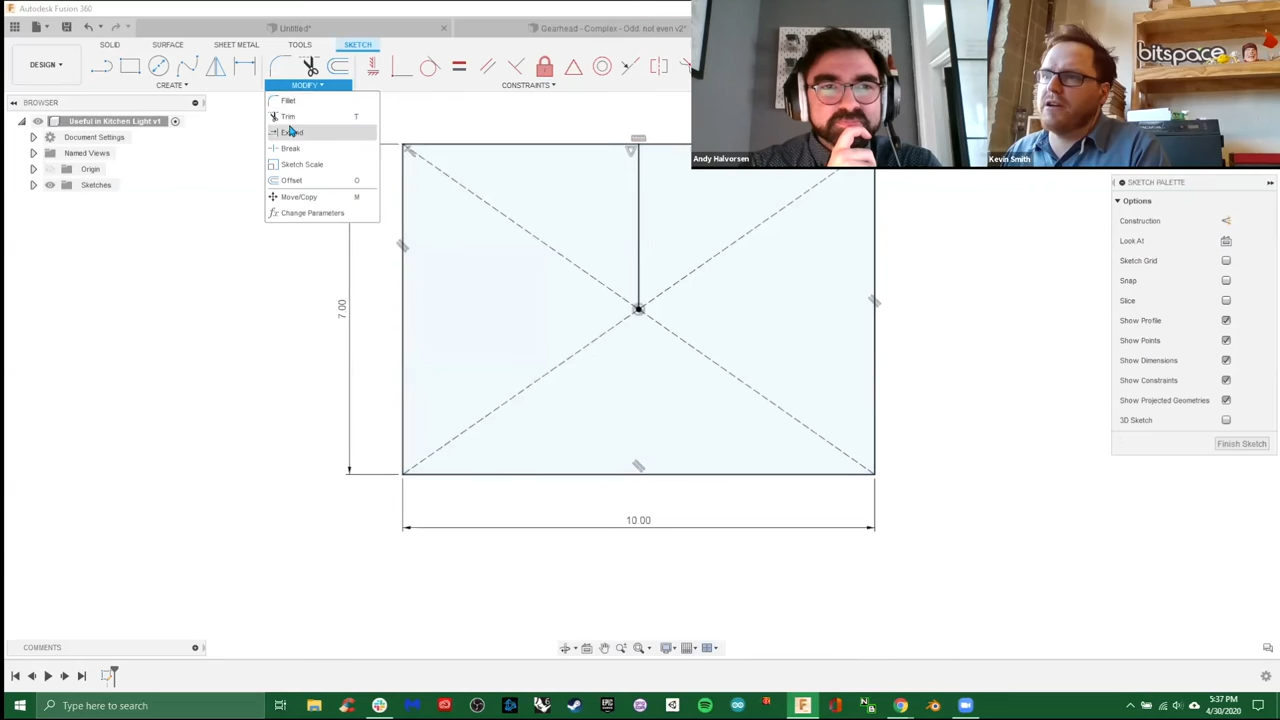 Autodesk Fusion 360
Untitled*
Gearhead - Complex - Odd. not even v2*
DESIGN
SOLID
SURFACE
SHEET METAL
TOOLS
SKETCH
CREATE
MODIFY
CONSTRAINTS
Fillet
Trim T
Extend
Break
Sketch Scale
Offset O
Move/Copy M
fx Change Parameters
BROWSER
Useful in Kitchen Light v1
Document Settings
Named Views
Origin
Sketches
7.00
10.00
bitspace
Andy Halvorsen
Kevin Smith
SKETCH PALETTE
Options
Construction
Look At
Sketch Grid
Snap
Slice
Show Profile
Show Points
Show Dimensions
Show Constraints
Show Projected Geometries
3D Sketch
Finish Sketch
COMMENTS
Type here to search
5:37 PM
4/30/2020